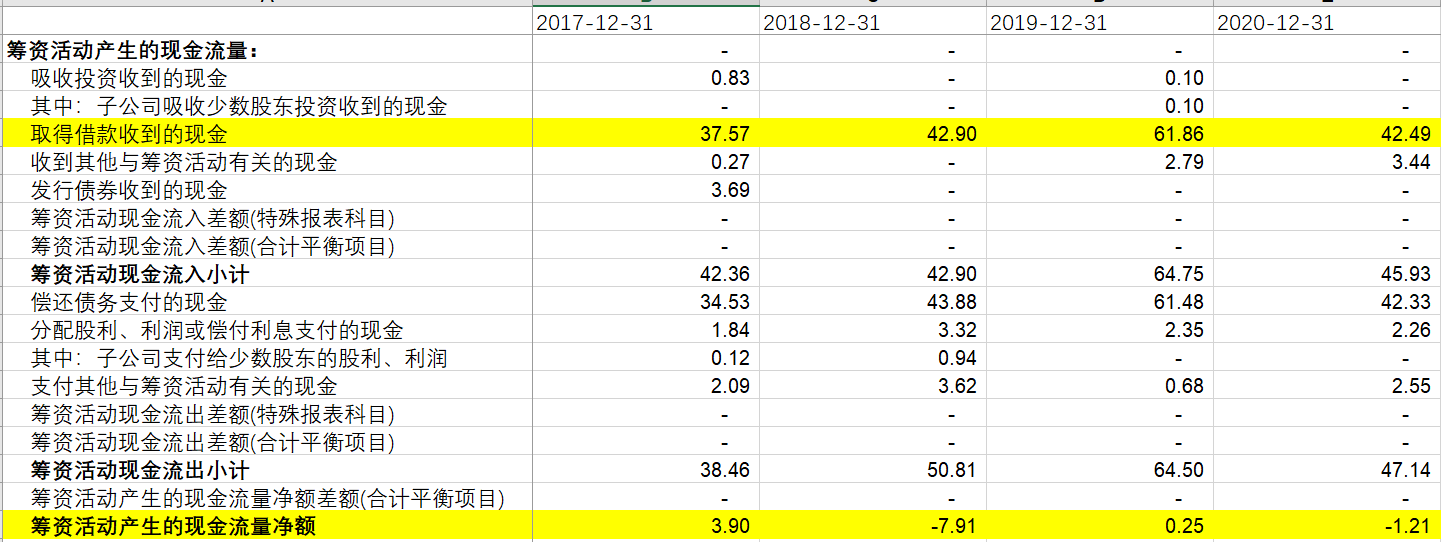 2017-12-31 2018-12-31 2019-12-31 2020-12-31
筹资活动产生的现金流量： - - - -
吸收投资收到的现金 0.83 - 0.10 -
其中：子公司吸收少数股东投资收到的现金 - - 0.10 -
取得借款收到的现金 37.57 42.90 61.86 42.49
收到其他与筹资活动有关的现金 0.27 - 2.79 3.44
发行债券收到的现金 3.69 - - -
筹资活动现金流入差额(特殊报表科目) - - - -
筹资活动现金流入差额(合计平衡项目) - - - -
筹资活动现金流入小计 42.36 42.90 64.75 45.93
偿还债务支付的现金 34.53 43.88 61.48 42.33
分配股利、利润或偿付利息支付的现金 1.84 3.32 2.35 2.26
其中：子公司支付给少数股东的股利、利润 0.12 0.94 - -
支付其他与筹资活动有关的现金 2.09 3.62 0.68 2.55
筹资活动现金流出差额(特殊报表科目) - - - -
筹资活动现金流出差额(合计平衡项目) - - - -
筹资活动现金流出小计 38.46 50.81 64.50 47.14
筹资活动产生的现金流量净额差额(合计平衡项目) - - - -
筹资活动产生的现金流量净额 3.90 -7.91 0.25 -1.21